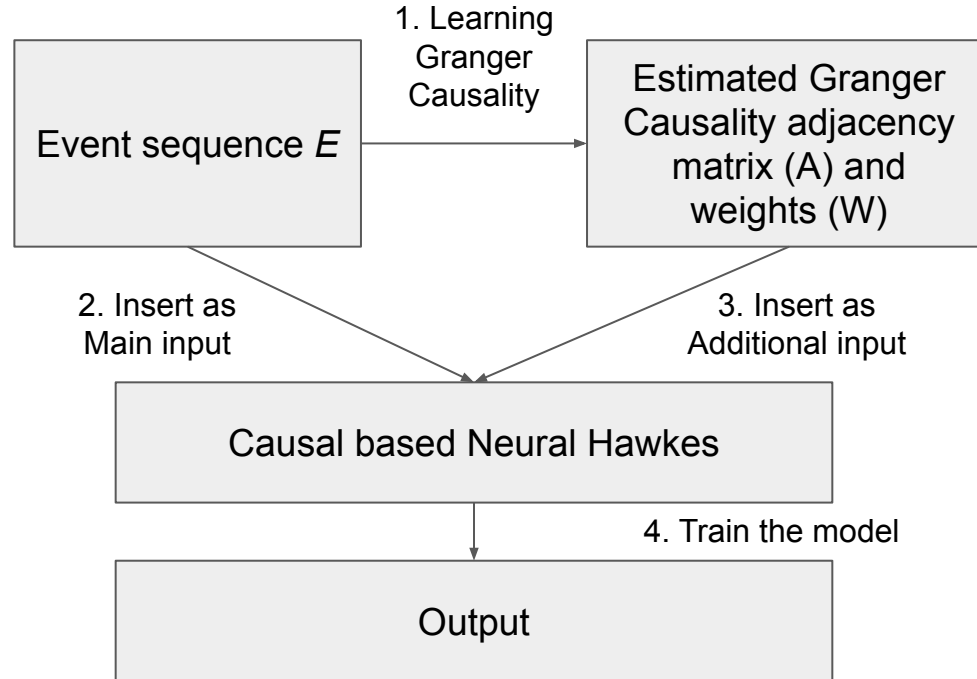 1. Learning
Granger
Causality
Event sequence E
Estimated Granger
Causality adjacency
matrix (A) and
weights (W)
2. Insert as
Main input
3. Insert as
Additional input
Causal based Neural Hawkes
4. Train the model
Output